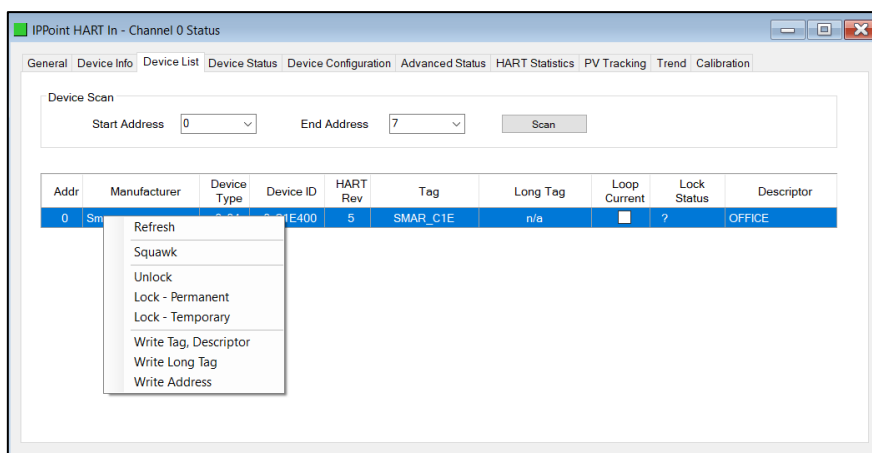 IPPoint HART In - Channel 0 Status
General Device Info Device List Device Status Device Configuration Advanced Status HART Statistics PV Tracking Trend Calibration
Device Scan
Start Address 0 End Address 7 Scan
Addr Manufacturer Device Type Device ID HART Rev Tag Long Tag Loop Current Lock Status Descriptor
0 5 SMAR_C1E n/a ? OFFICE
Refresh
Squawk
Unlock
Lock - Permanent
Lock - Temporary
Write Tag, Descriptor
Write Long Tag
Write Address